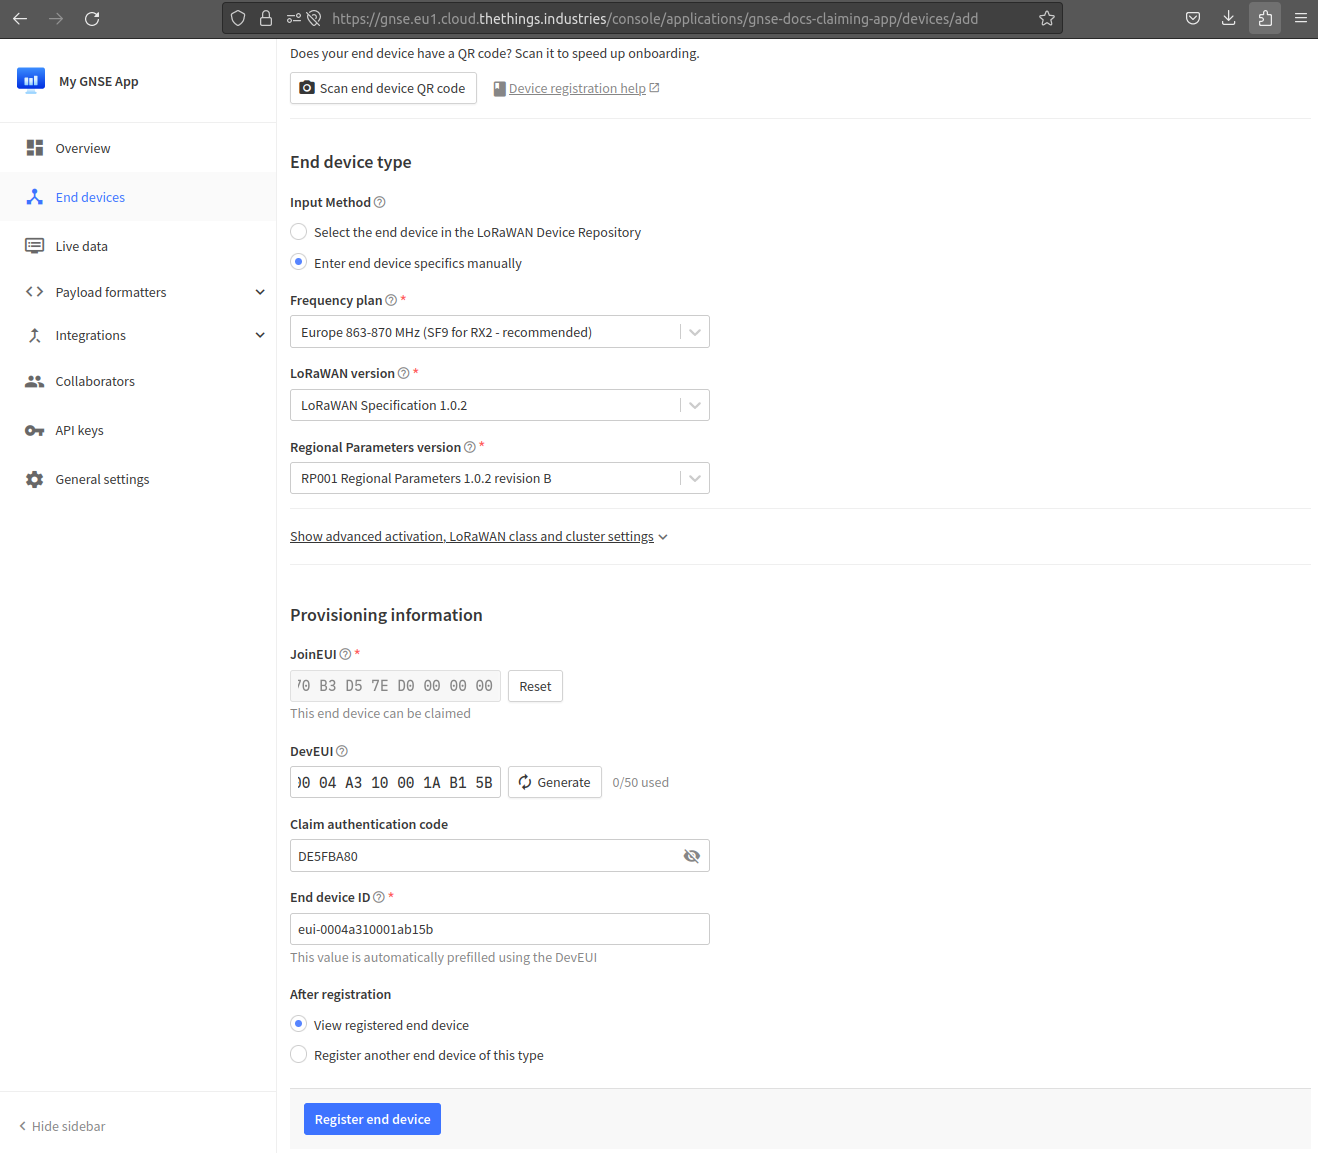 https://gnse.eu1.cloud.thethings.industries/console/applications/gnse-docs-claiming-app/devices/add
My GNSE App
Overview
End devices
Live data
Payload formatters
Integrations
Collaborators
API keys
General settings
Hide sidebar
Does your end device have a QR code? Scan it to speed up onboarding.
Scan end device QR code
Device registration help
End device type
Input Method
Select the end device in the LoRaWAN Device Repository
Enter end device specifics manually
Frequency plan *
Europe 863-870 MHz (SF9 for RX2 - recommended)
LoRaWAN version *
LoRaWAN Specification 1.0.2
Regional Parameters version *
RP001 Regional Parameters 1.0.2 revision B
Show advanced activation, LoRaWAN class and cluster settings
Provisioning information
JoinEUI *
70 B3 D5 7E D0 00 00 00 Reset
This end device can be claimed
DevEUI
00 04 A3 10 00 1A B1 5B Generate 0/50 used
Claim authentication code
DE5FBA80
End device ID *
eui-0004a310001ab15b
This value is automatically prefilled using the DevEUI
After registration
View registered end device
Register another end device of this type
Register end device